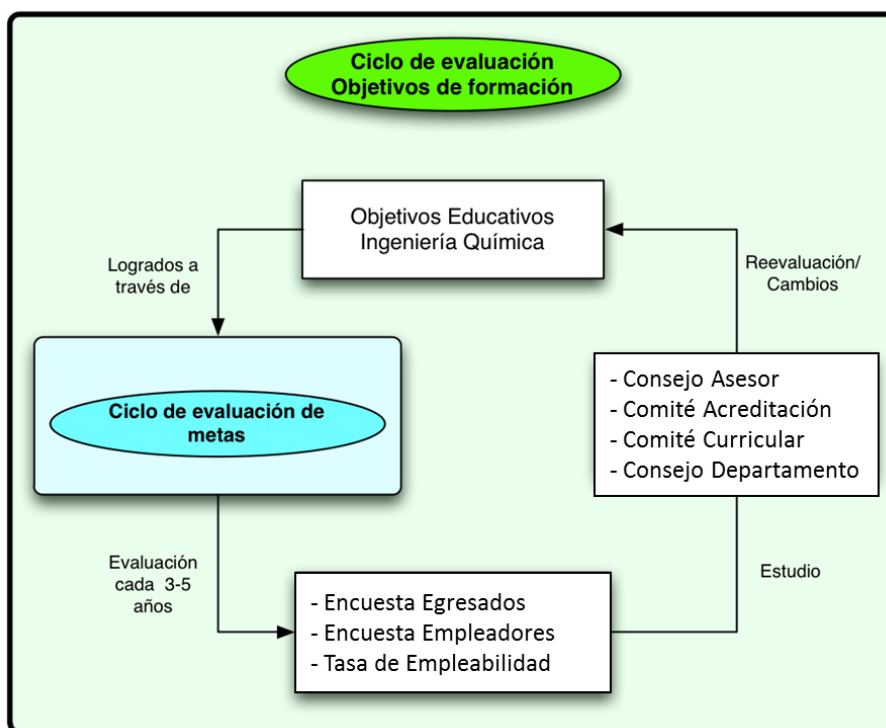 Ciclo de evaluación
Objetivos de formación
Objetivos Educativos
Ingeniería Química
Logrados a
través de
Reevaluación/
Cambios
Ciclo de evaluación de
metas
- Consejo Asesor
- Comité Acreditación
- Comité Curricular
- Consejo Departamento
Evaluación
cada 3-5
años
Estudio
- Encuesta Egresados
- Encuesta Empleadores
- Tasa de Empleabilidad